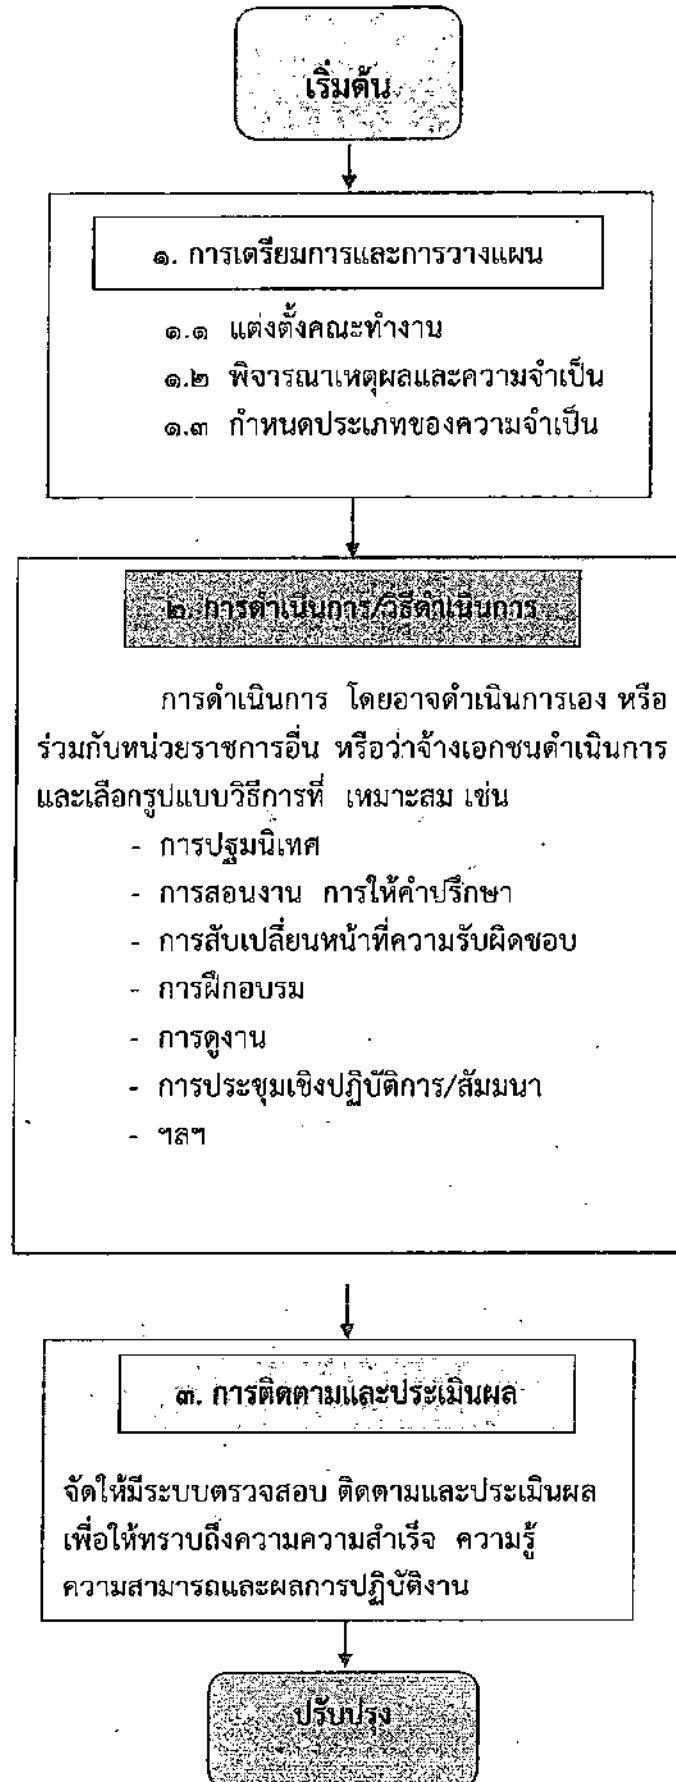 เริ่มต้น
๑. การเตรียมการและการวางแผน
๑.๑ แต่งตั้งคณะทำงาน
๑.๒ พิจารณาเหตุผลและความจำเป็น
๑.๓ กำหนดประเภทของความจำเป็น
๒. การดำเนินการ/วิธีดำเนินการ
การดำเนินการ โดยอาจดำเนินการเอง หรือ
ร่วมกับหน่วยราชการอื่น หรือว่าจ้างเอกชนดำเนินการ
และเลือกรูปแบบวิธีการที่ เหมาะสม เช่น
- การปฐมนิเทศ
- การสอนงาน การให้คำปรึกษา
- การสับเปลี่ยนหน้าที่ความรับผิดชอบ
- การฝึกอบรม
- การดูงาน
- การประชุมเชิงปฏิบัติการ/สัมมนา
- ฯลฯ
๓. การติดตามและประเมินผล
จัดให้มีระบบตรวจสอบ ติดตามและประเมินผล
เพื่อให้ทราบถึงความความสำเร็จ ความรู้
ความสามารถและผลการปฏิบัติงาน
ปรับปรุง